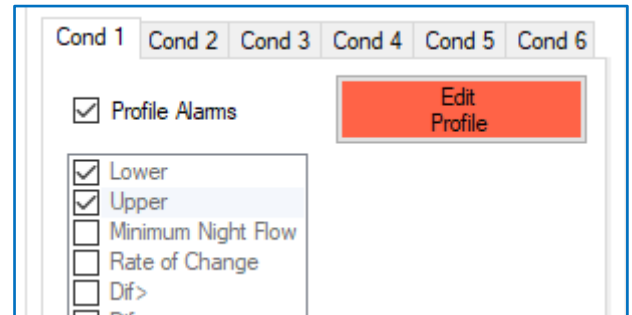 Cond 1 Cond 2 Cond 3 Cond 4 Cond 5 Cond 6
Profile Alarms
Edit
Profile
Lower
Upper
Minimum Night Flow
Rate of Change
Dif>